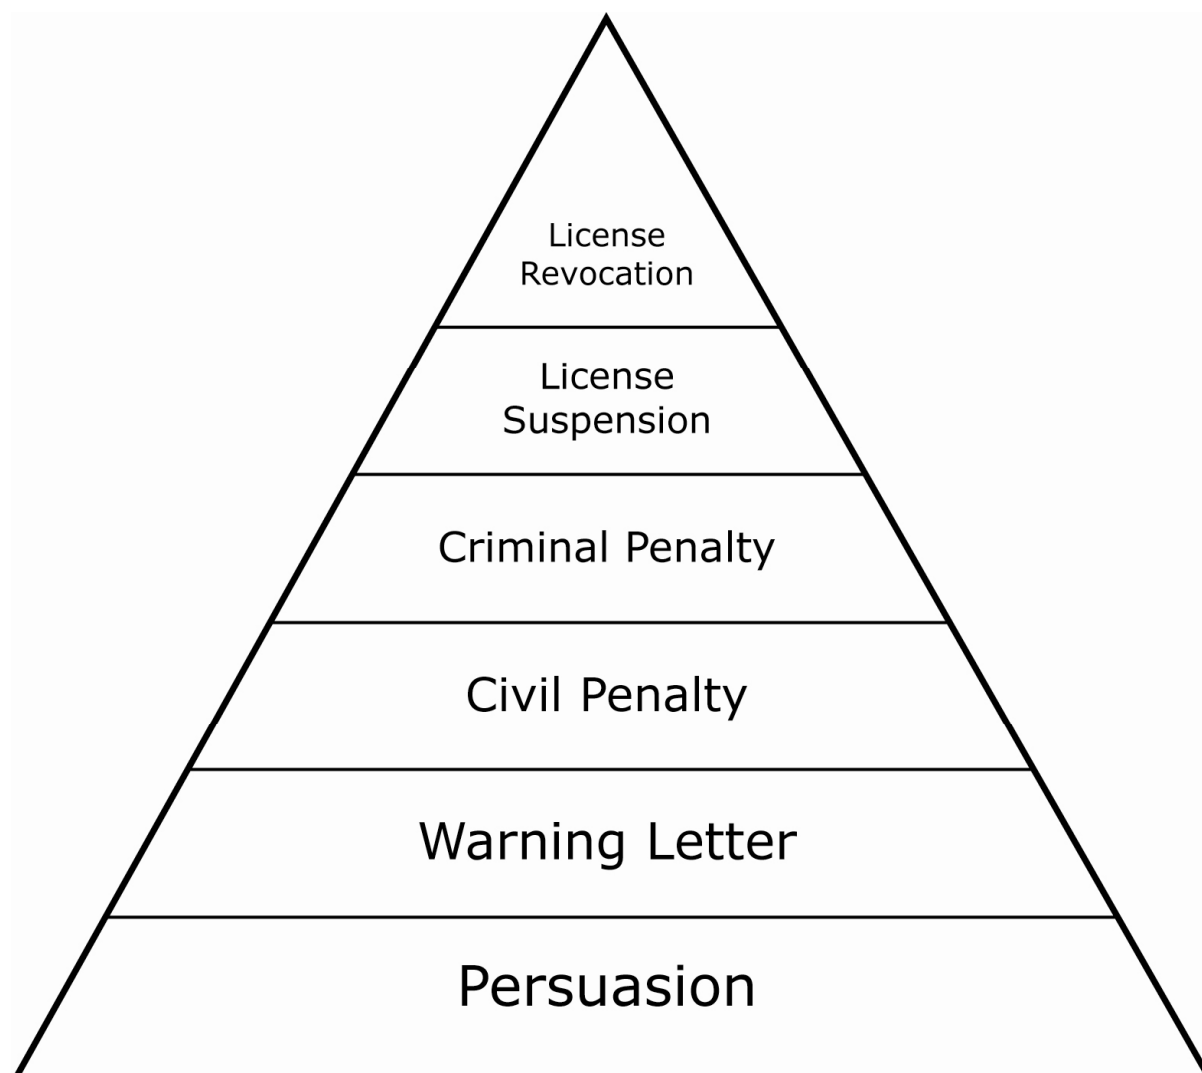 License
Revocation
License
Suspension
Criminal Penalty
Civil Penalty
Warning Letter
Persuasion